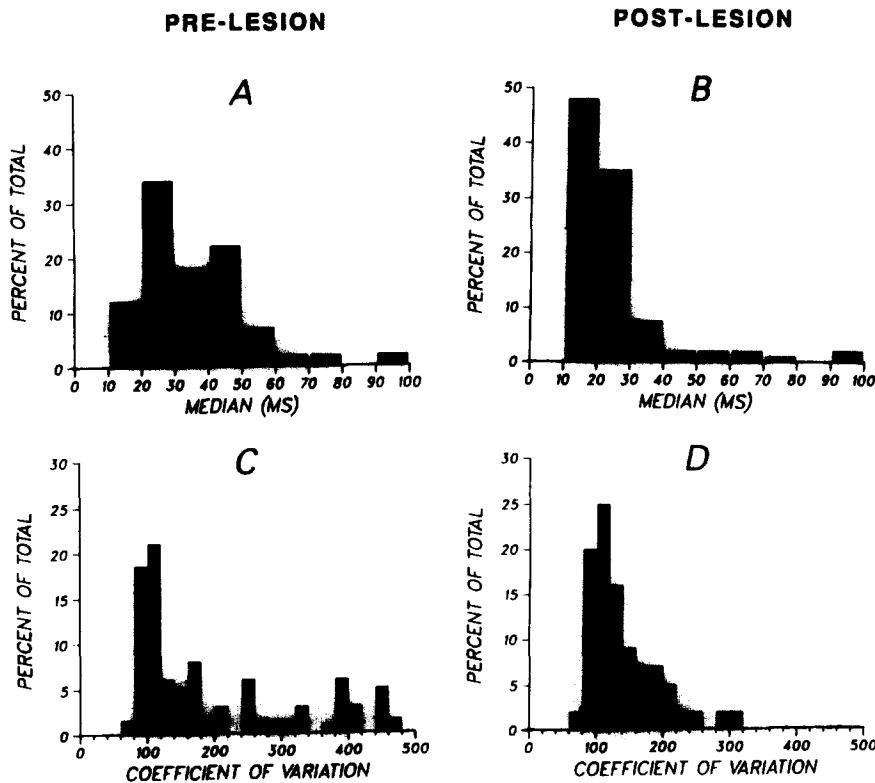 PRE-LESION
POST-LESION
A
PERCENT OF TOTAL
50
40
30
20
10
0
0 10 20 30 40 50 60 70 80 90 100
MEDIAN (MS)
B
PERCENT OF TOTAL
50
40
30
20
10
0
0 10 20 30 40 50 60 70 80 90 100
MEDIAN (MS)
C
PERCENT OF TOTAL
30
25
20
15
10
5
0
0 100 200 300 400 500
COEFFICIENT OF VARIATION
D
PERCENT OF TOTAL
30
25
20
15
10
5
0
0 100 200 300 400 500
COEFFICIENT OF VARIATION